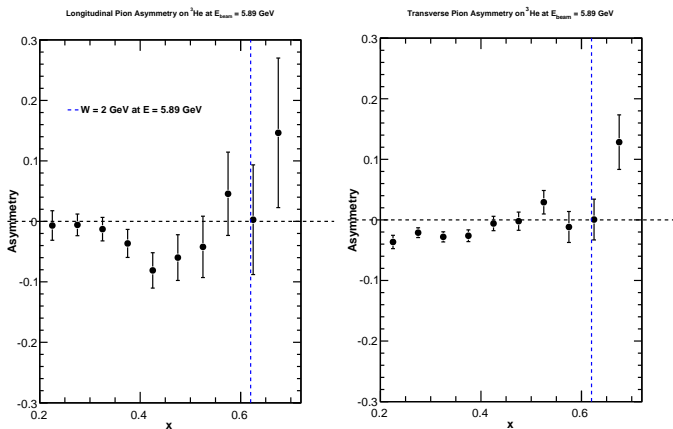 Longitudinal Pion Asymmetry on ³He at E_beam = 5.89 GeV
Asymmetry
0.3
0.2
0.1
0
-0.1
-0.2
-0.3
W = 2 GeV at E = 5.89 GeV
0.2 0.4 0.6
x
Transverse Pion Asymmetry on ³He at E_beam = 5.89 GeV
Asymmetry
0.3
0.2
0.1
0
-0.1
-0.2
-0.3
0.2 0.4 0.6
x